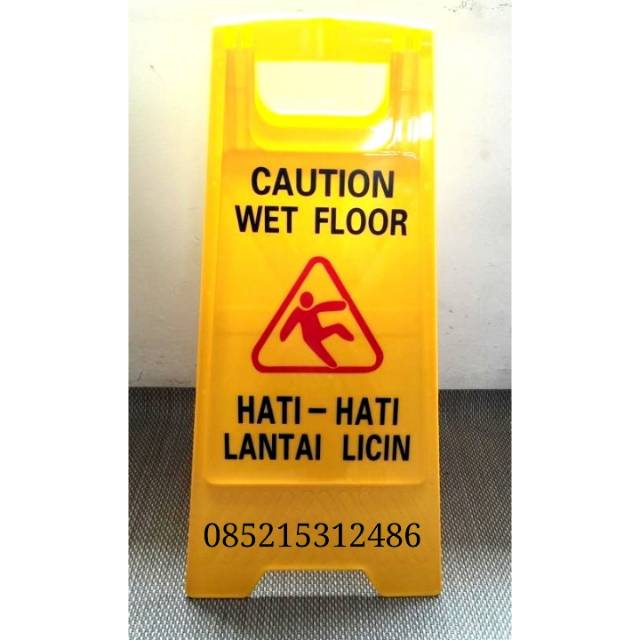 CAUTION
WET FLOOR
HATI - HATI
LANTAI LICIN
085215312486